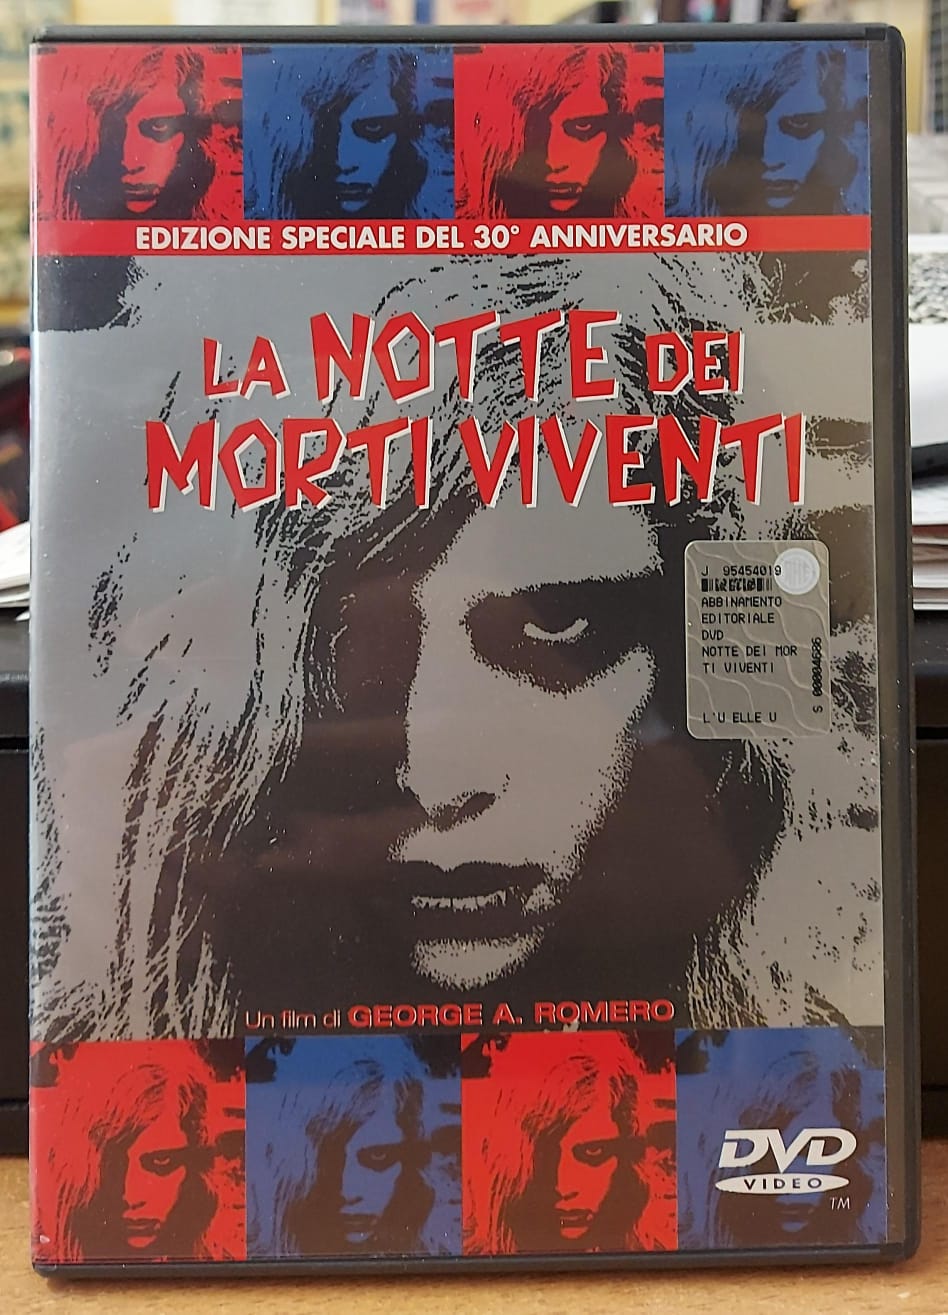 EDIZIONE SPECIALE DEL 30° ANNIVERSARIO
LA NOTTE DEI
MORTI VIVENTI
J 95454019
ABBINAMENTO
EDITORIALE
DVD
NOTTE DEI MOR
TI VIVENTI
L'U ELLE U
S 00004686
Un film di GEORGE A. ROMERO
DVD
VIDEO
TM